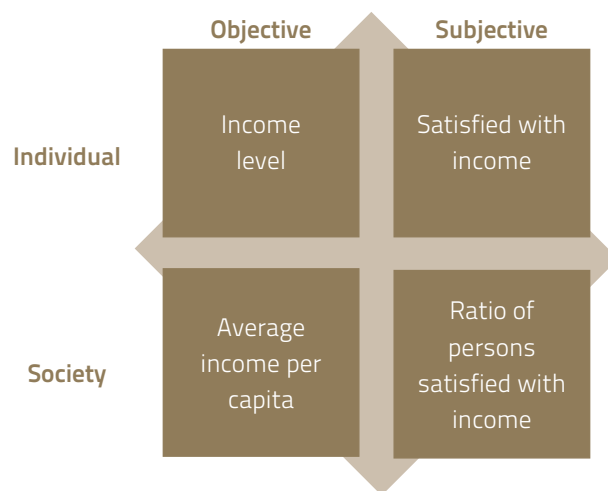 Objective
Subjective
Individual
Income
level
Satisfied with
income
Society
Average
income per
capita
Ratio of
persons
satisfied with
income